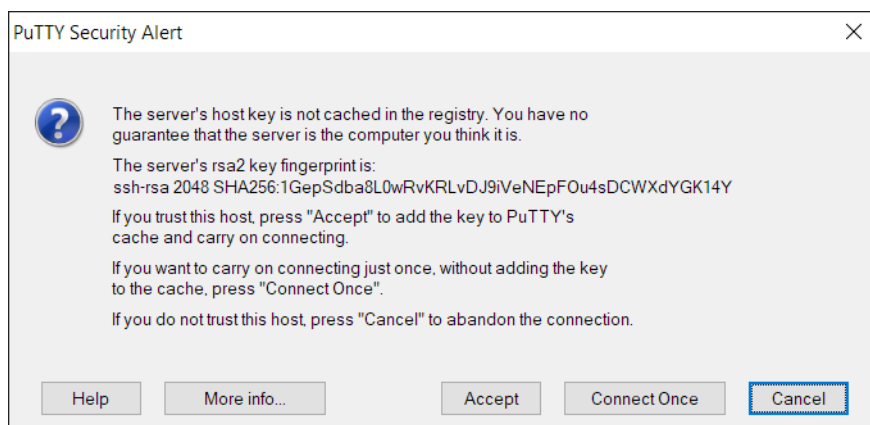 PuTTY Security Alert
The server's host key is not cached in the registry. You have no
guarantee that the server is the computer you think it is.
The server's rsa2 key fingerprint is:
ssh-rsa 2048 SHA256:1GepSdba8L0wRvKRLvDJ9iVeNEpFOu4sDCWXdYGK14Y
If you trust this host, press "Accept" to add the key to PuTTY's
cache and carry on connecting.
If you want to carry on connecting just once, without adding the key
to the cache, press "Connect Once".
If you do not trust this host, press "Cancel" to abandon the connection.
Help More info... Accept Connect Once Cancel